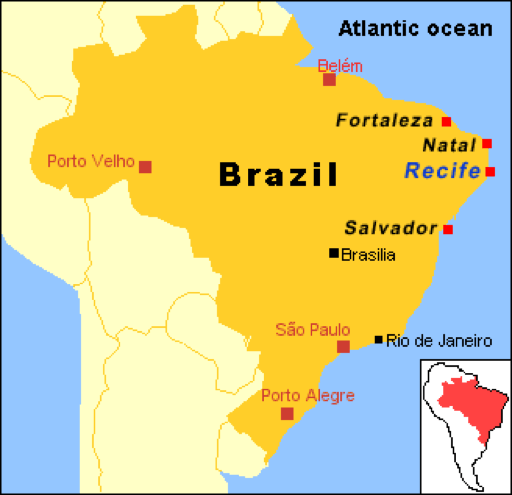 Atlantic ocean
Belém
Fortaleza
Natal
Porto Velho
Brazil
Recife
Salvador
Brasilia
São Paulo
Rio de Janeiro
Porto Alegre